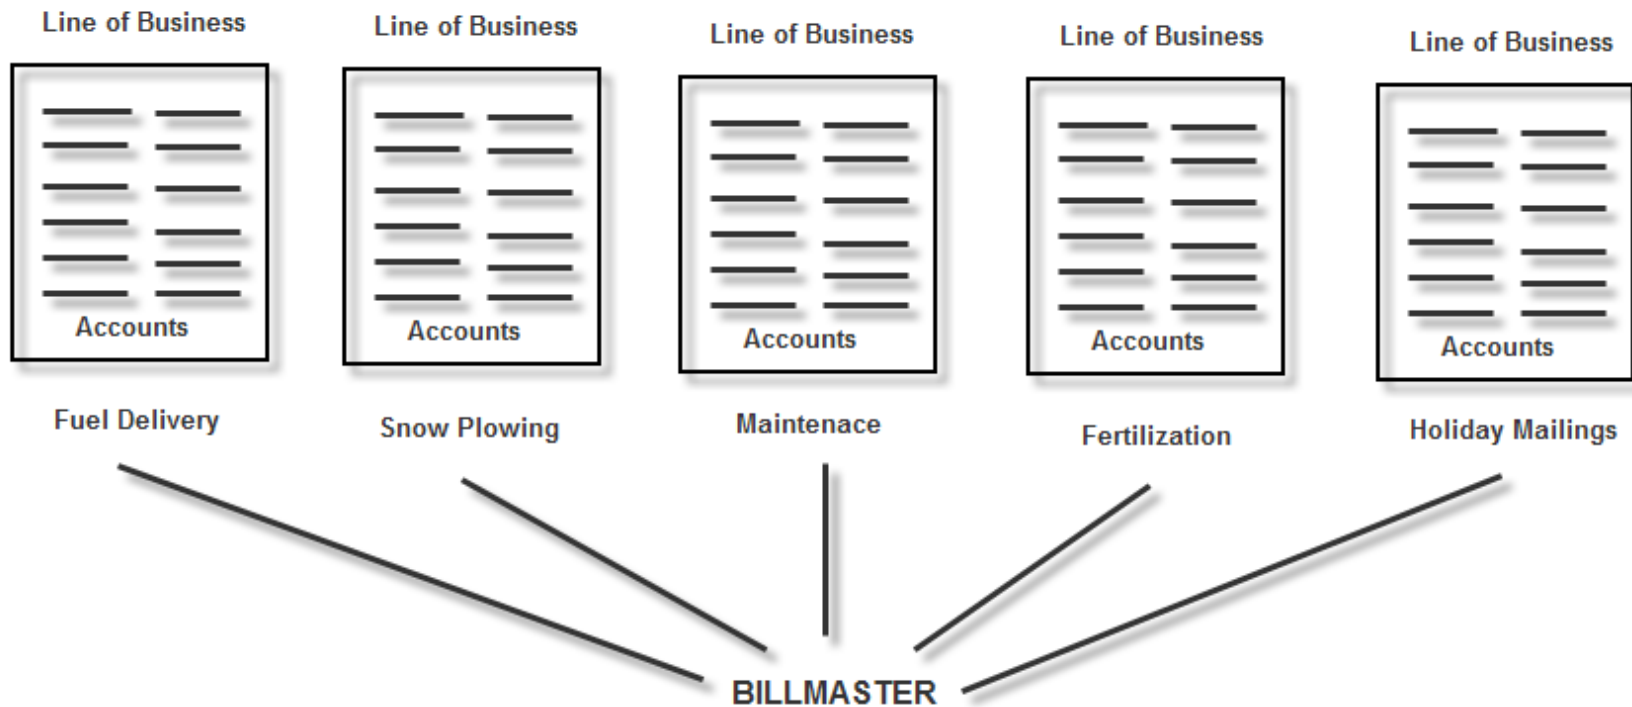 Line of Business
Line of Business
Line of Business
Line of Business
Line of Business
Accounts
Accounts
Accounts
Accounts
Accounts
Fuel Delivery
Snow Plowing
Maintenace
Fertilization
Holiday Mailings
BILLMASTER